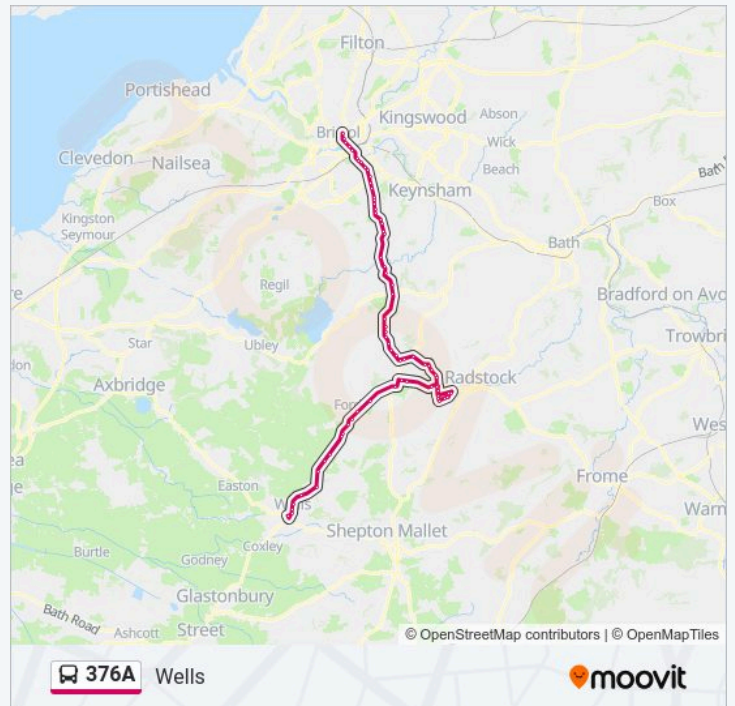 Filton
Portishead
Kingswood
Abson
Bristol
Wick
Clevedon
Nailsea
Beach
Bath
Keynsham
Box
Kingston
Seymour
Bath
Regil
Bradford on Avo
Trowbri
Star
Ubley
Radstock
Axbridge
Wes
Easton
Frome
Wells
Warn
Shepton Mallet
Coxley
Burtle
Godney
Glastonbury
Bath Road
Ashcott
Street
© OpenStreetMap contributors | © OpenMapTiles
376A Wells
moovit